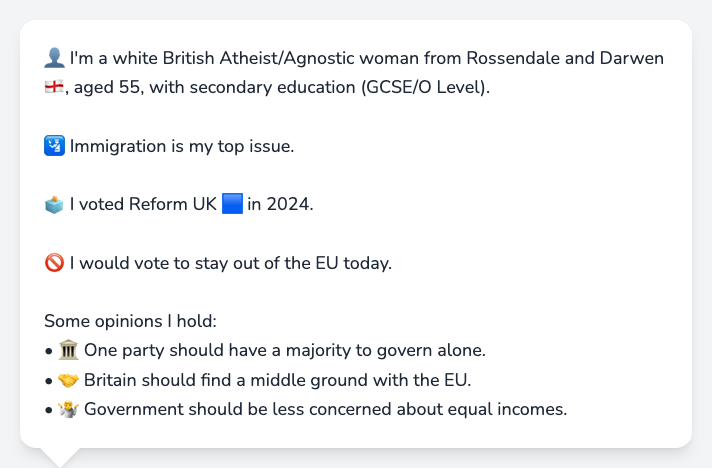 👤 I'm a white British Atheist/Agnostic woman from Rossendale and Darwen
🏴󠁧󠁢󠁥󠁮󠁧󠁿, aged 55, with secondary education (GCSE/O Level).
🛂 Immigration is my top issue.
🗳️ I voted Reform UK 🟦 in 2024.
🚫 I would vote to stay out of the EU today.
Some opinions I hold:
• 🏛️ One party should have a majority to govern alone.
• 🤝 Britain should find a middle ground with the EU.
• 🤷 Government should be less concerned about equal incomes.